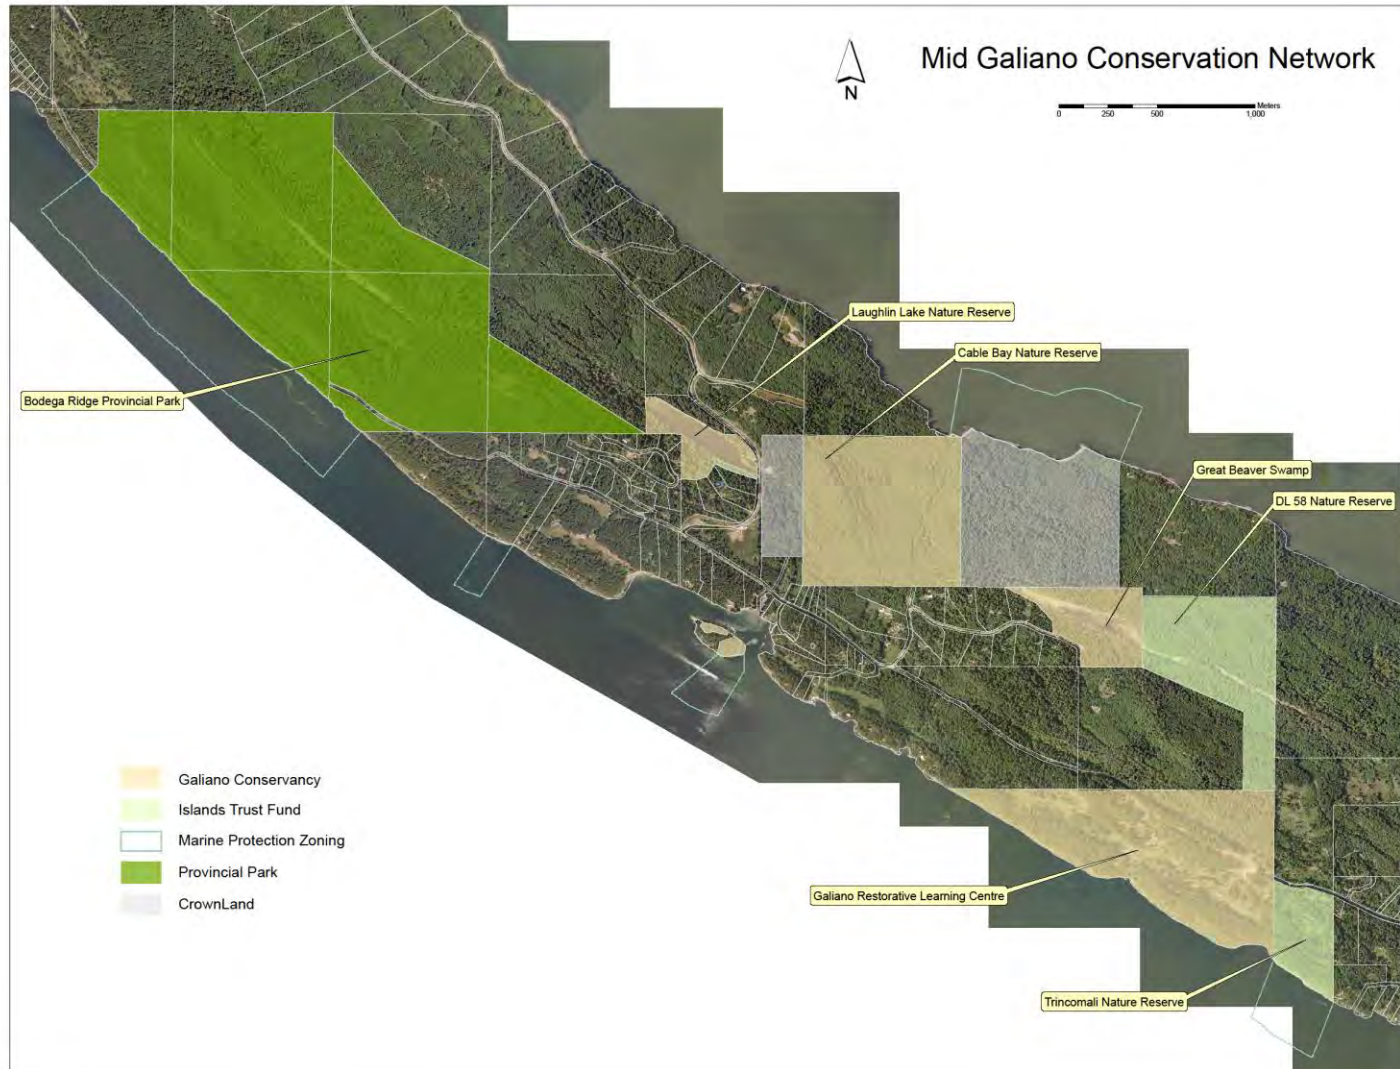 Mid Galiano Conservation Network
N
Meters
0 250 500 1,000
Laughlin Lake Nature Reserve
Cable Bay Nature Reserve
Bodega Ridge Provincial Park
Great Beaver Swamp
DL 58 Nature Reserve
Galiano Conservancy
Islands Trust Fund
Marine Protection Zoning
Provincial Park
CrownLand
Galiano Restorative Learning Centre
Trincomali Nature Reserve